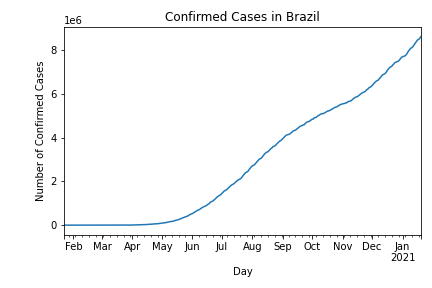 Confirmed Cases in Brazil
1e6
8
6
4
2
0
Number of Confirmed Cases
Feb Mar Apr May Jun Jul Aug Sep Oct Nov Dec Jan
2021
Day